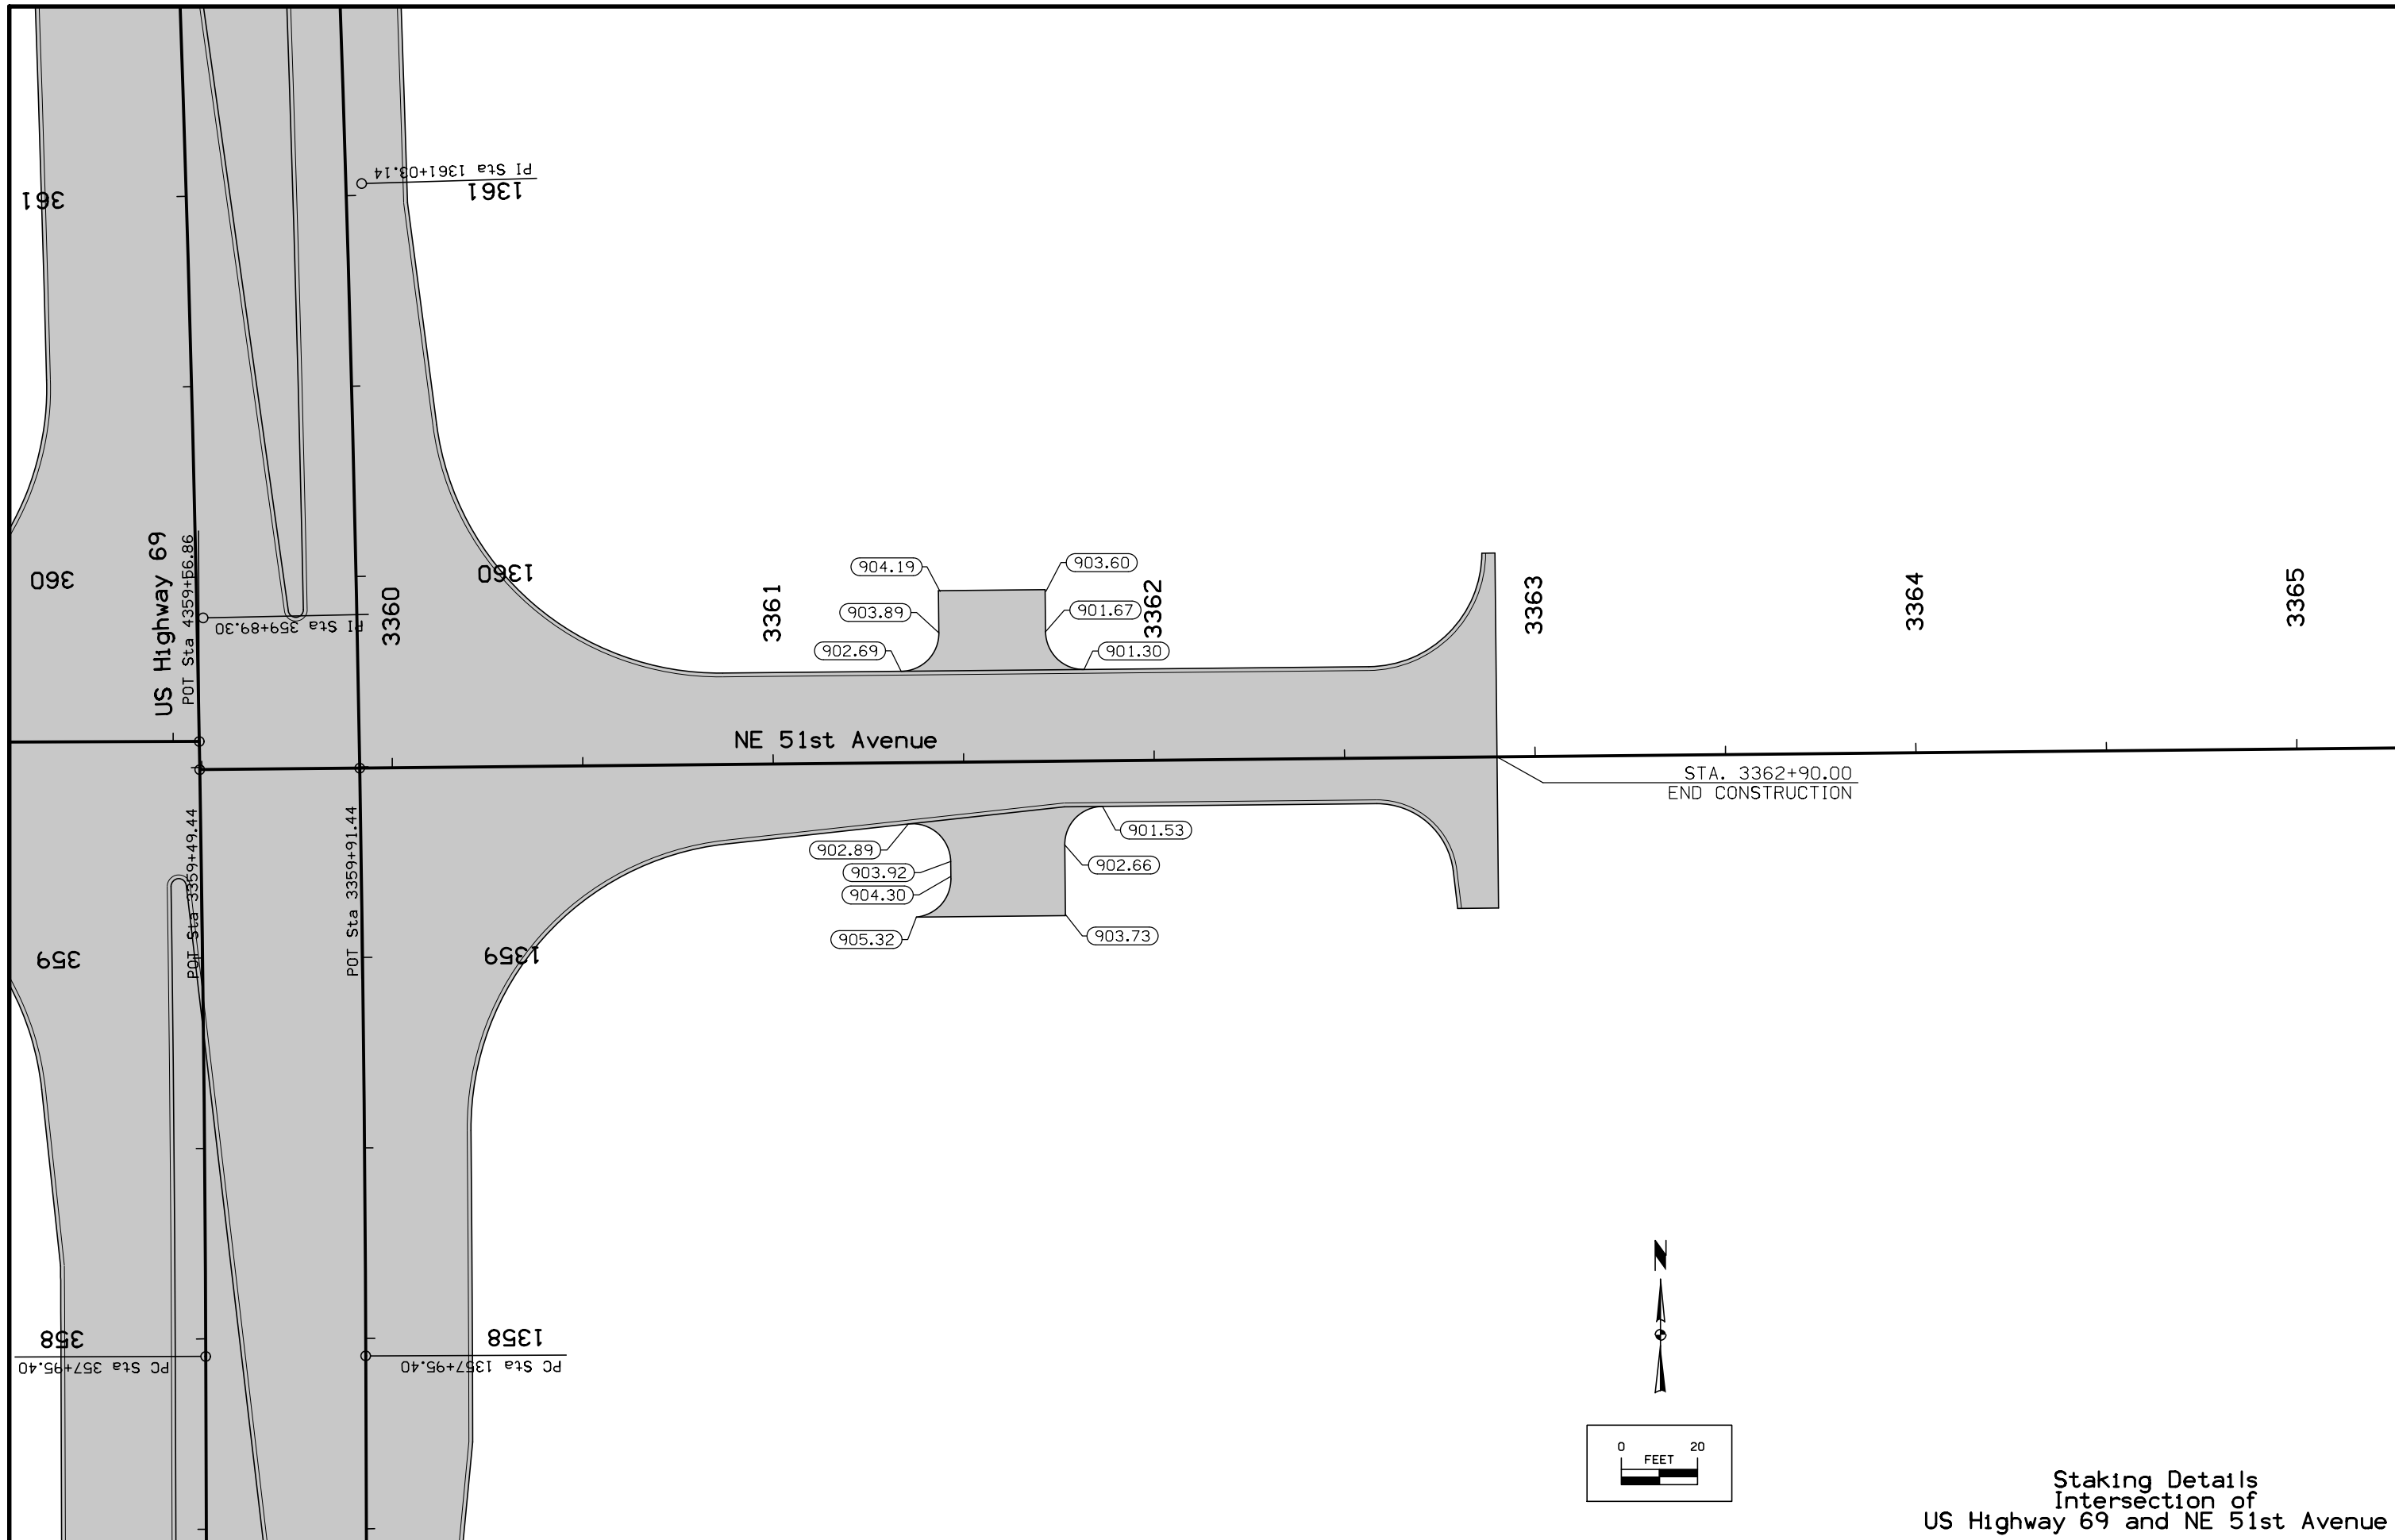 PI Sta 1361+03.14
1361
361
US Highway 69
POT Sta 4359+56.86
360
PI Sta 359+89.30
3360
1360
3361
3362
3363
3364
3365
904.19
903.60
903.89
901.67
902.69
901.30
NE 51st Avenue
STA. 3362+90.00
END CONSTRUCTION
POT Sta 3359+49.44
POT Sta 3359+91.44
901.53
902.89
902.66
903.92
904.30
905.32
903.73
359
1359
358
PC Sta 357+95.40
1358
PC Sta 1357+95.40
N
0 20
FEET
Staking Details
Intersection of
US Highway 69 and NE 51st Avenue